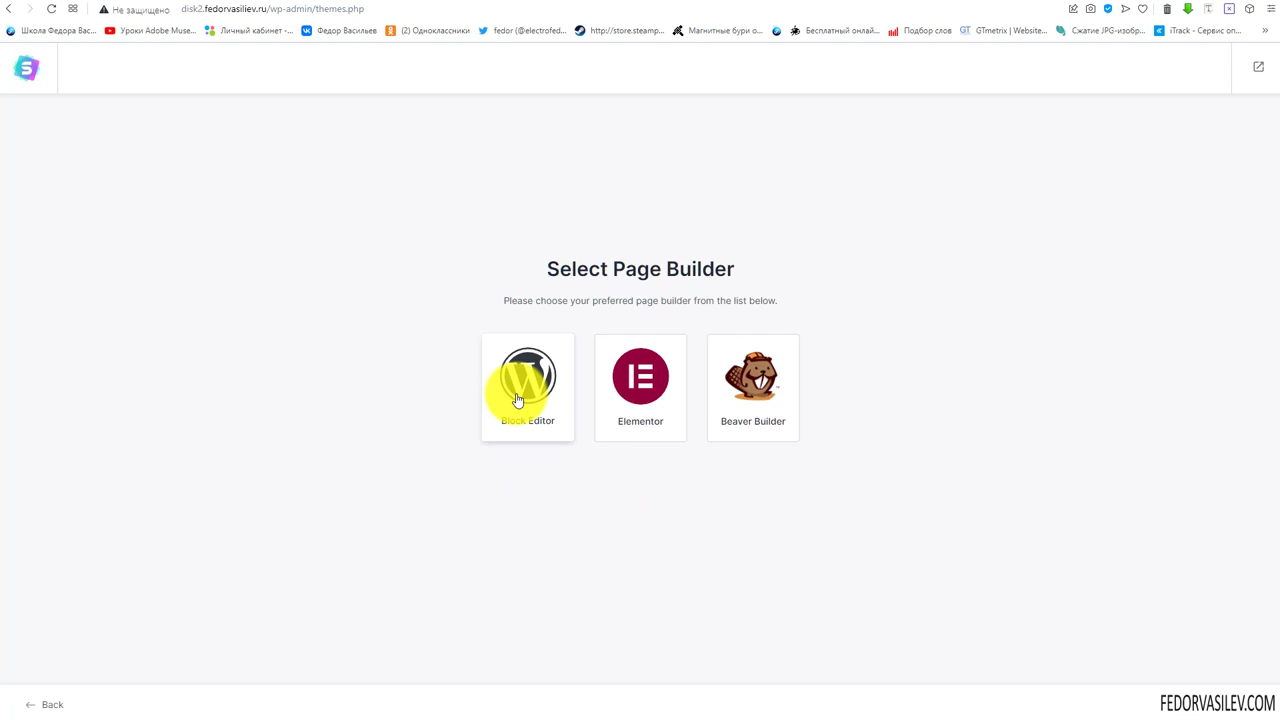 Не защищено disk2.fedorvasiliev.ru/wp-admin/themes.php
Школа Федора Вас... Уроки Adobe Muse... Личный кабинет -... Федор Васильев (2) Одноклассники fedor (@electrofed... http://store.steamp... Магнитные бури о... Бесплатный онлай... Подбор слов GTmetrix | Website... Сжатие JPG-изобр... iTrack - Сервис оп... »
Select Page Builder
Please choose your preferred page builder from the list below.
Block Editor Elementor Beaver Builder
Back
FEDORVASILEV.COM